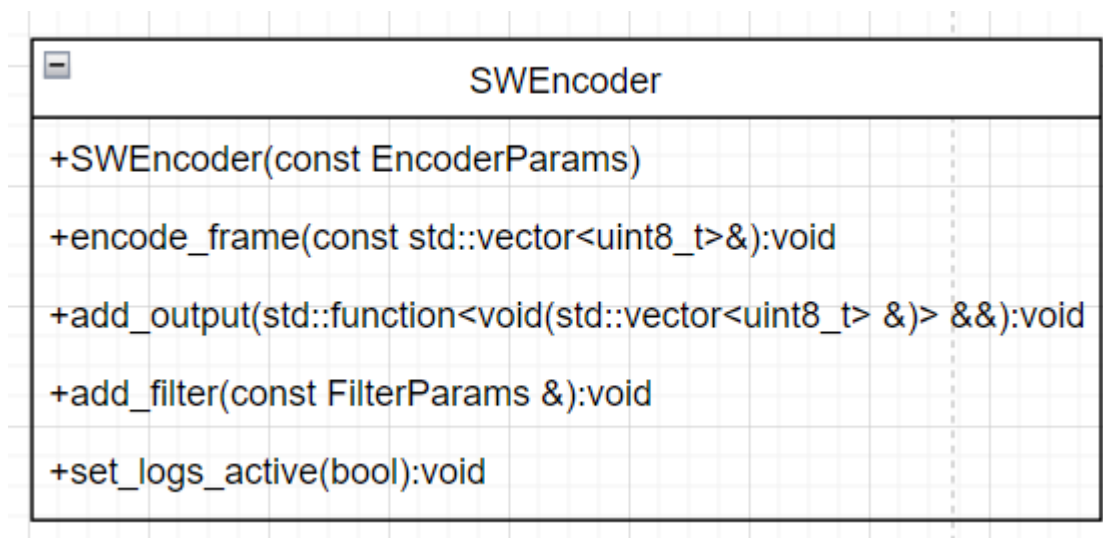 SWEncoder
+SWEncoder(const EncoderParams)
+encode_frame(const std::vector<uint8_t>&):void
+add_output(std::function<void(std::vector<uint8_t> &)> &&):void
+add_filter(const FilterParams &):void
+set_logs_active(bool):void